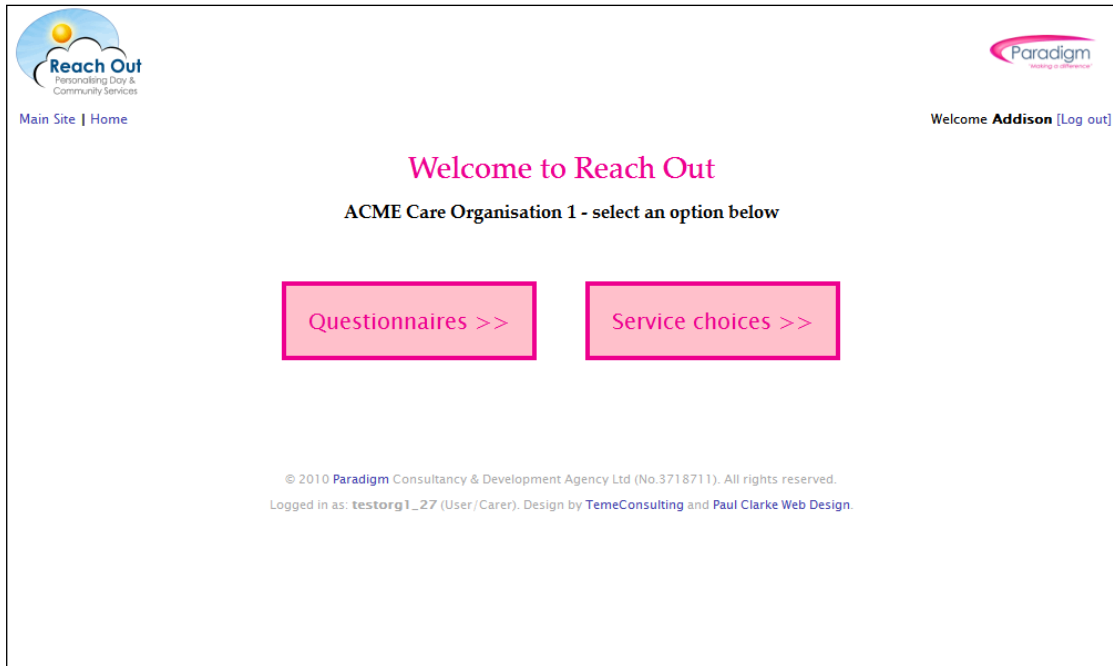 Reach Out
Personalising Day &
Community Services
Paradigm
'Working a difference'
Main Site | Home
Welcome Addison [Log out]
Welcome to Reach Out
ACME Care Organisation 1 - select an option below
Questionnaires >>
Service choices >>
© 2010 Paradigm Consultancy & Development Agency Ltd (No.3718711). All rights reserved.
Logged in as: testorg1_27 (User/Carer). Design by TemeConsulting and Paul Clarke Web Design.